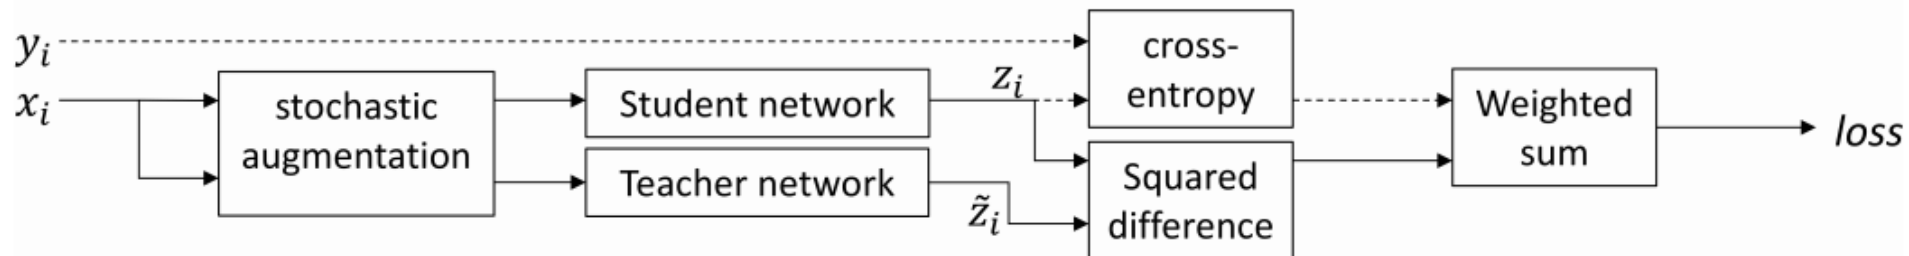 y_i
x_i
stochastic
augmentation
Student network
Teacher network
z_i
z̃_i
cross-
entropy
Squared
difference
Weighted
sum
loss